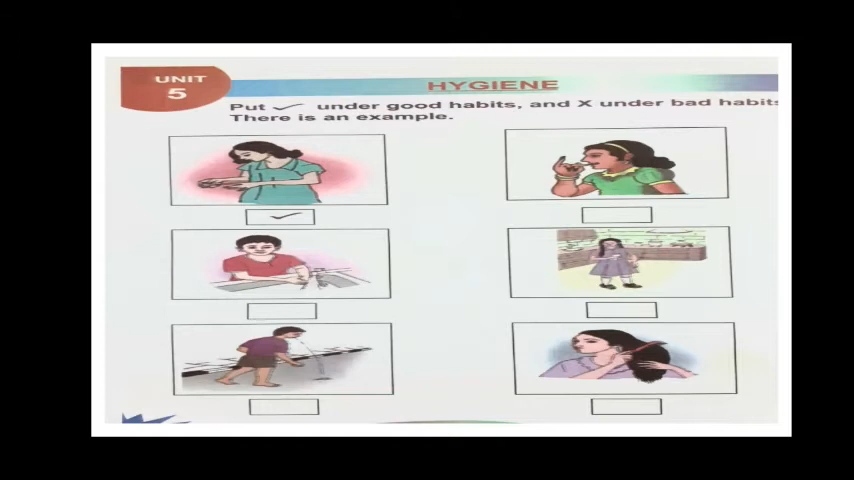 UNIT
5
HYGIENE
Put ✓ under good habits, and X under bad habits
There is an example.
✓